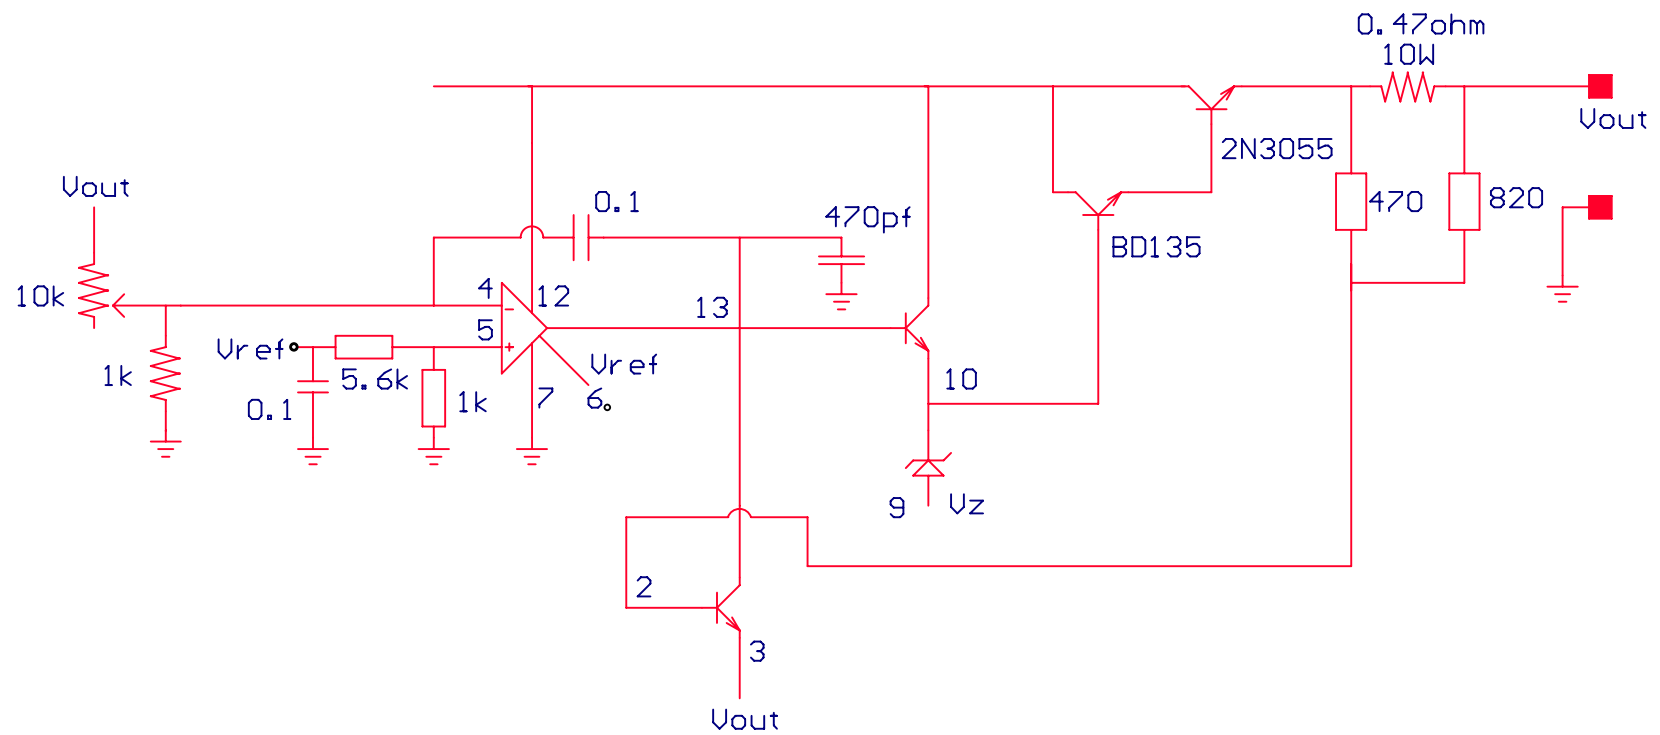 0.47ohm
10W
Vout
2N3055
Vout
0.1
470pf
470
820
BD135
10k
4
12
13
5
Vref
Vref
1k
5.6k
10
0.1
1k
7
6
9
Vz
2
3
Vout
-
+